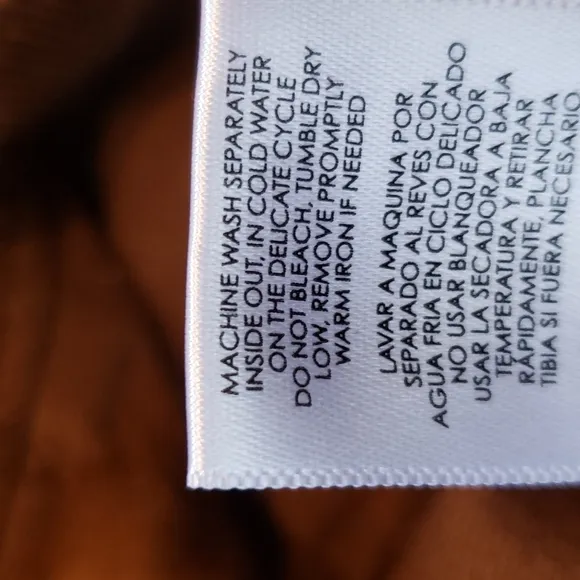 MACHINE WASH SEPARATELY
INSIDE OUT, IN COLD WATER
ON THE DELICATE CYCLE
DO NOT BLEACH, TUMBLE DRY
LOW, REMOVE PROMPTLY
WARM IRON IF NEEDED
LAVAR A MAQUINA POR
SEPARADO AL REVES CON
AGUA FRIA EN CICLO DELICADO
NO USAR BLANQUEADOR
USAR LA SECADORA A BAJA
TEMPERATURA Y RETIRAR
RÁPIDAMENTE, PLANCHA
TIBIA SI FUERA NECESARIO